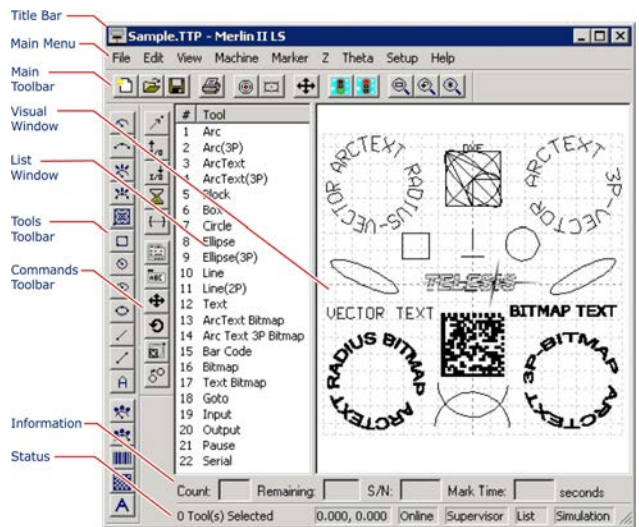 Title Bar
Sample.TTP - Merlin II LS
Main Menu
File Edit View Machine Marker Z Theta Setup Help
Main
Toolbar
Visual
Window
List
Window
Tools
Toolbar
Commands
Toolbar
Information
Status
# Tool
1 Arc
2 Arc(3P)
3 ArcText
4 ArcText(3P)
5 Block
6 Box
7 Circle
8 Ellipse
9 Ellipse(3P)
10 Line
11 Line(2P)
12 Text
13 ArcText Bitmap
14 Arc Text 3P Bitmap
15 Bar Code
16 Bitmap
17 Text Bitmap
18 Goto
19 Input
20 Output
21 Pause
22 Serial
ARCTEXT RADIUS-VECTOR
DXF
ARCTEXT 3P-VECTOR
TELESIS
VECTOR TEXT
BITMAP TEXT
ARCTEXT RADIUS BITMAP
ARCTEXT 3P-BITMAP
Count: Remaining: S/N: Mark Time: seconds
0 Tool(s) Selected 0.000, 0.000 Online Supervisor List Simulation